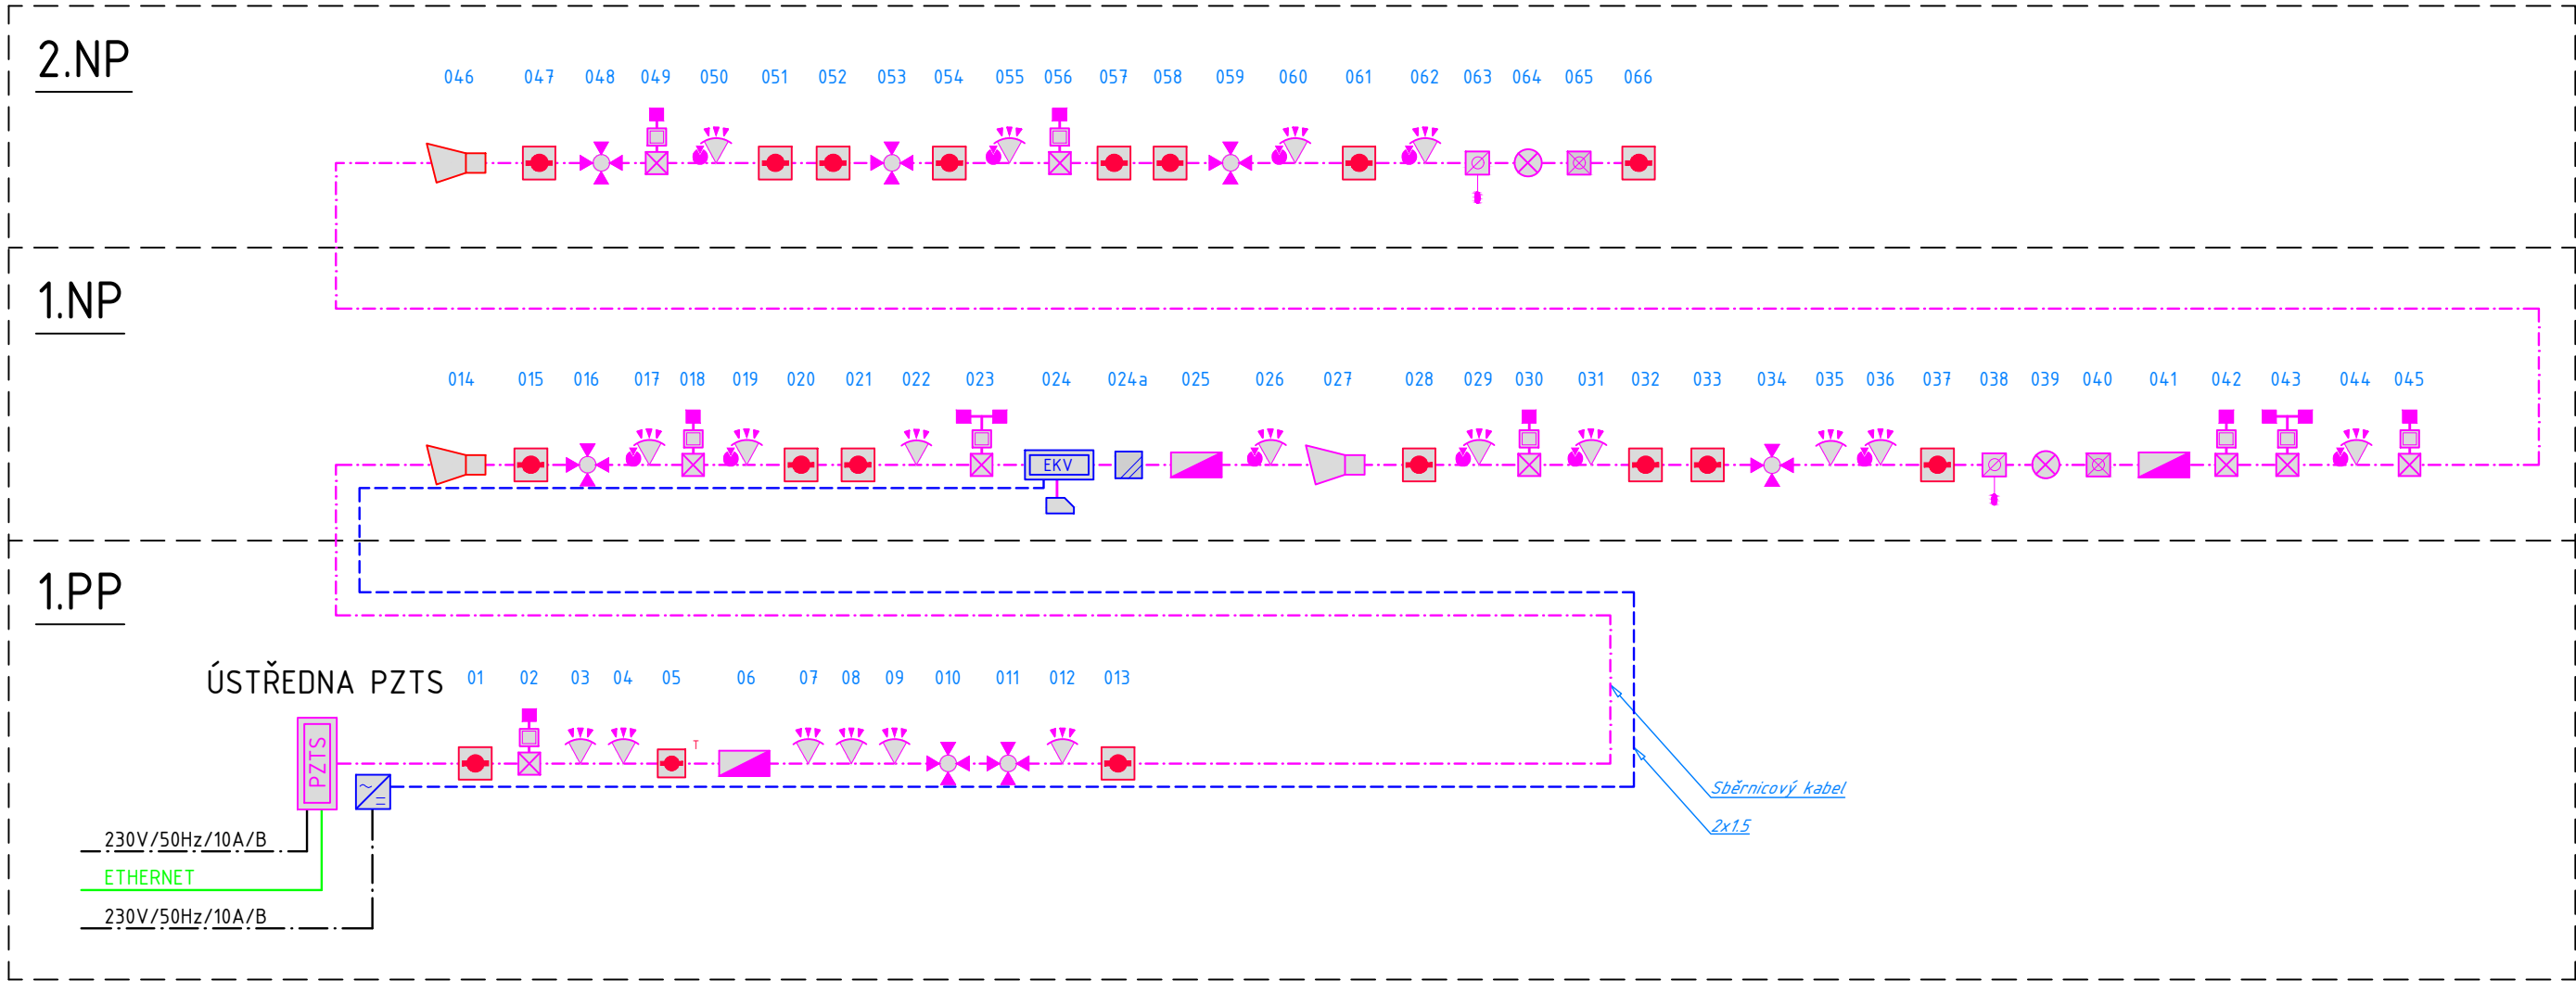 2.NP
046 047 048 049 050 051 052 053 054 055 056 057 058 059 060 061 062 063 064 065 066
1.NP
014 015 016 017 018 019 020 021 022 023 024 024a 025 026 027 028 029 030 031 032 033 034 035 036 037 038 039 040 041 042 043 044 045
EKV
1.PP
ÚSTŘEDNA PZTS
01 02 03 04 05 06 07 08 09 010 011 012 013
T
PZTS
Sběrnicový kabel
2x1.5
230V/50Hz/10A/B
ETHERNET
230V/50Hz/10A/B